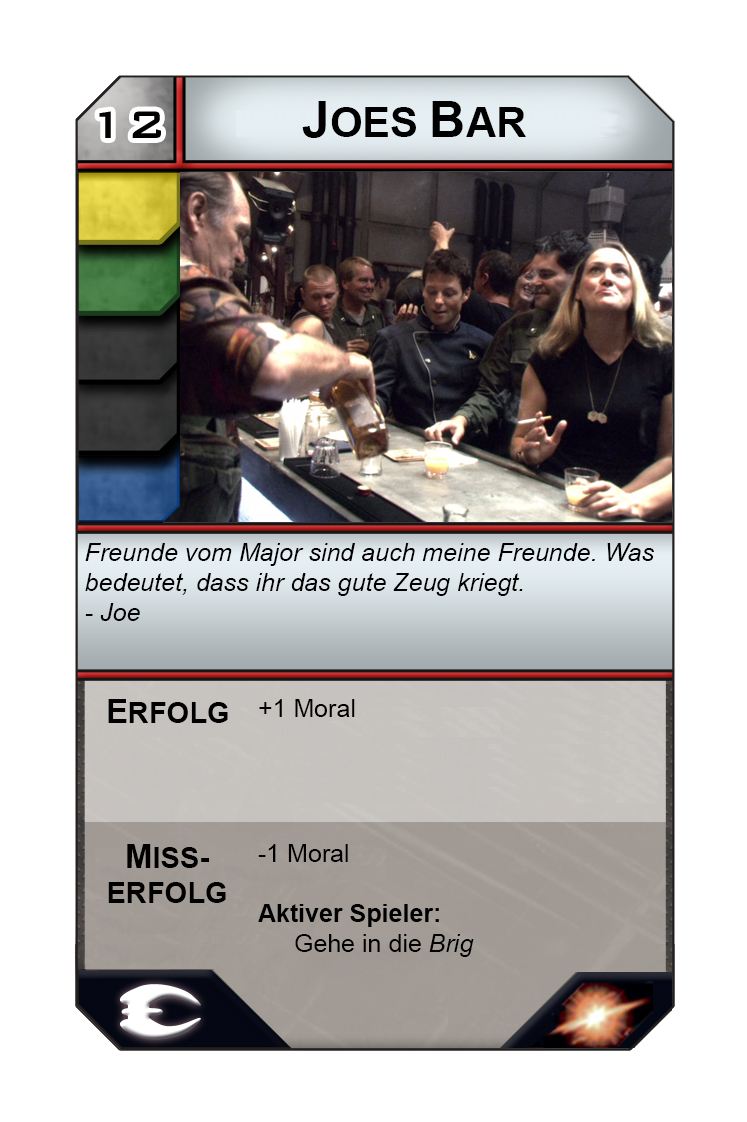 12
JOES BAR
Freunde vom Major sind auch meine Freunde. Was
bedeutet, dass ihr das gute Zeug kriegt.
- Joe
ERFOLG
+1 Moral
MISS-
ERFOLG
-1 Moral
Aktiver Spieler:
Gehe in die Brig